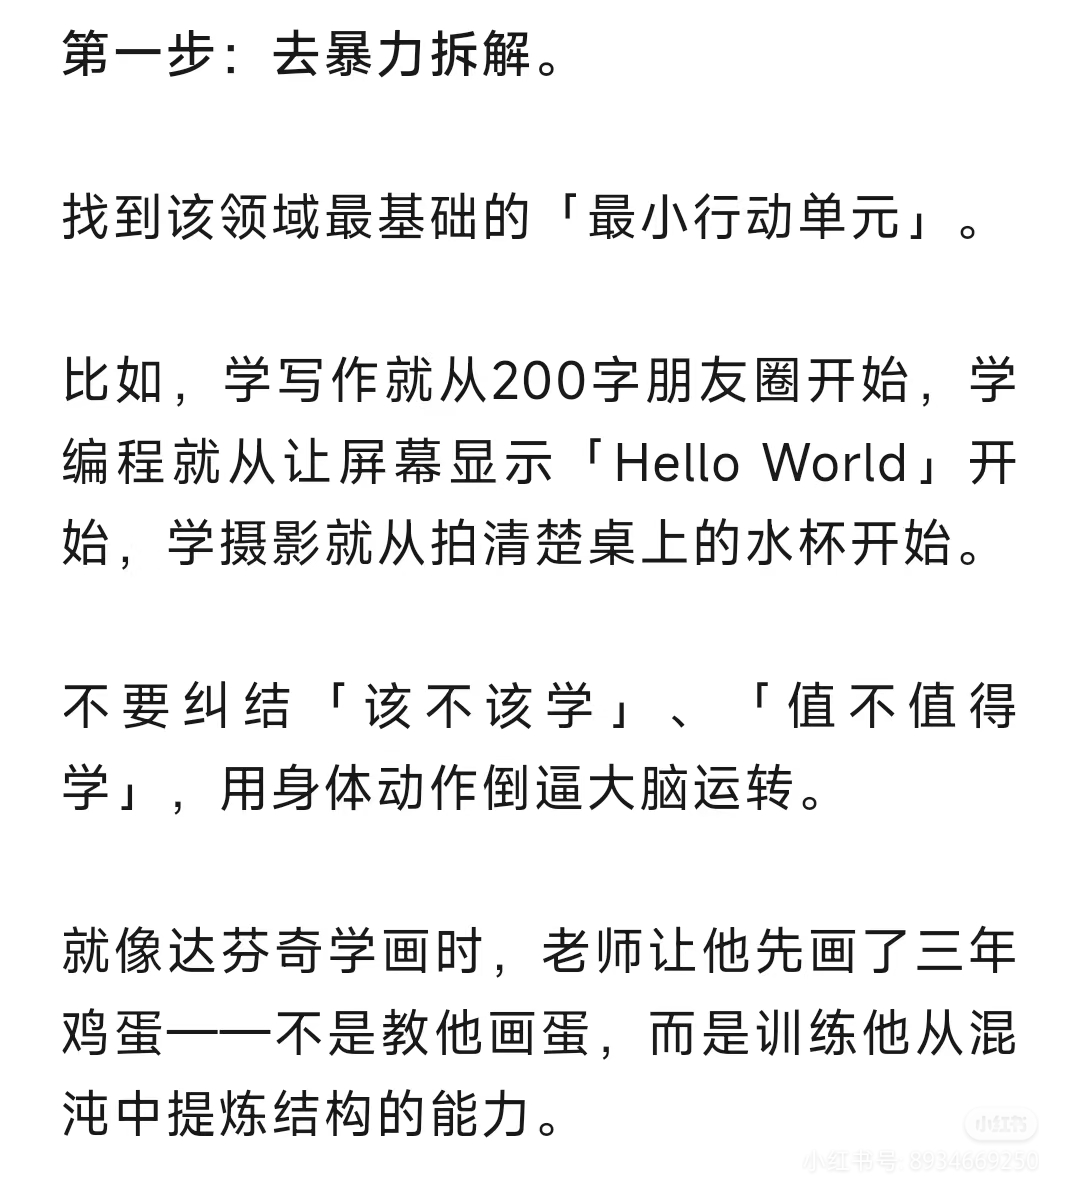 第一步：去暴力拆解。
找到该领域最基础的「最小行动单元」。
比如，学写作就从200字朋友圈开始，学
编程就从让屏幕显示「Hello World」开
始，学摄影就从拍清楚桌上的水杯开始。
不要纠结「该不该学」、「值不值得
学」，用身体动作倒逼大脑运转。
就像达芬奇学画时，老师让他先画了三年
鸡蛋——不是教他画蛋，而是训练他从混
沌中提炼结构的能力。
小红书
小红书号: 8934669250